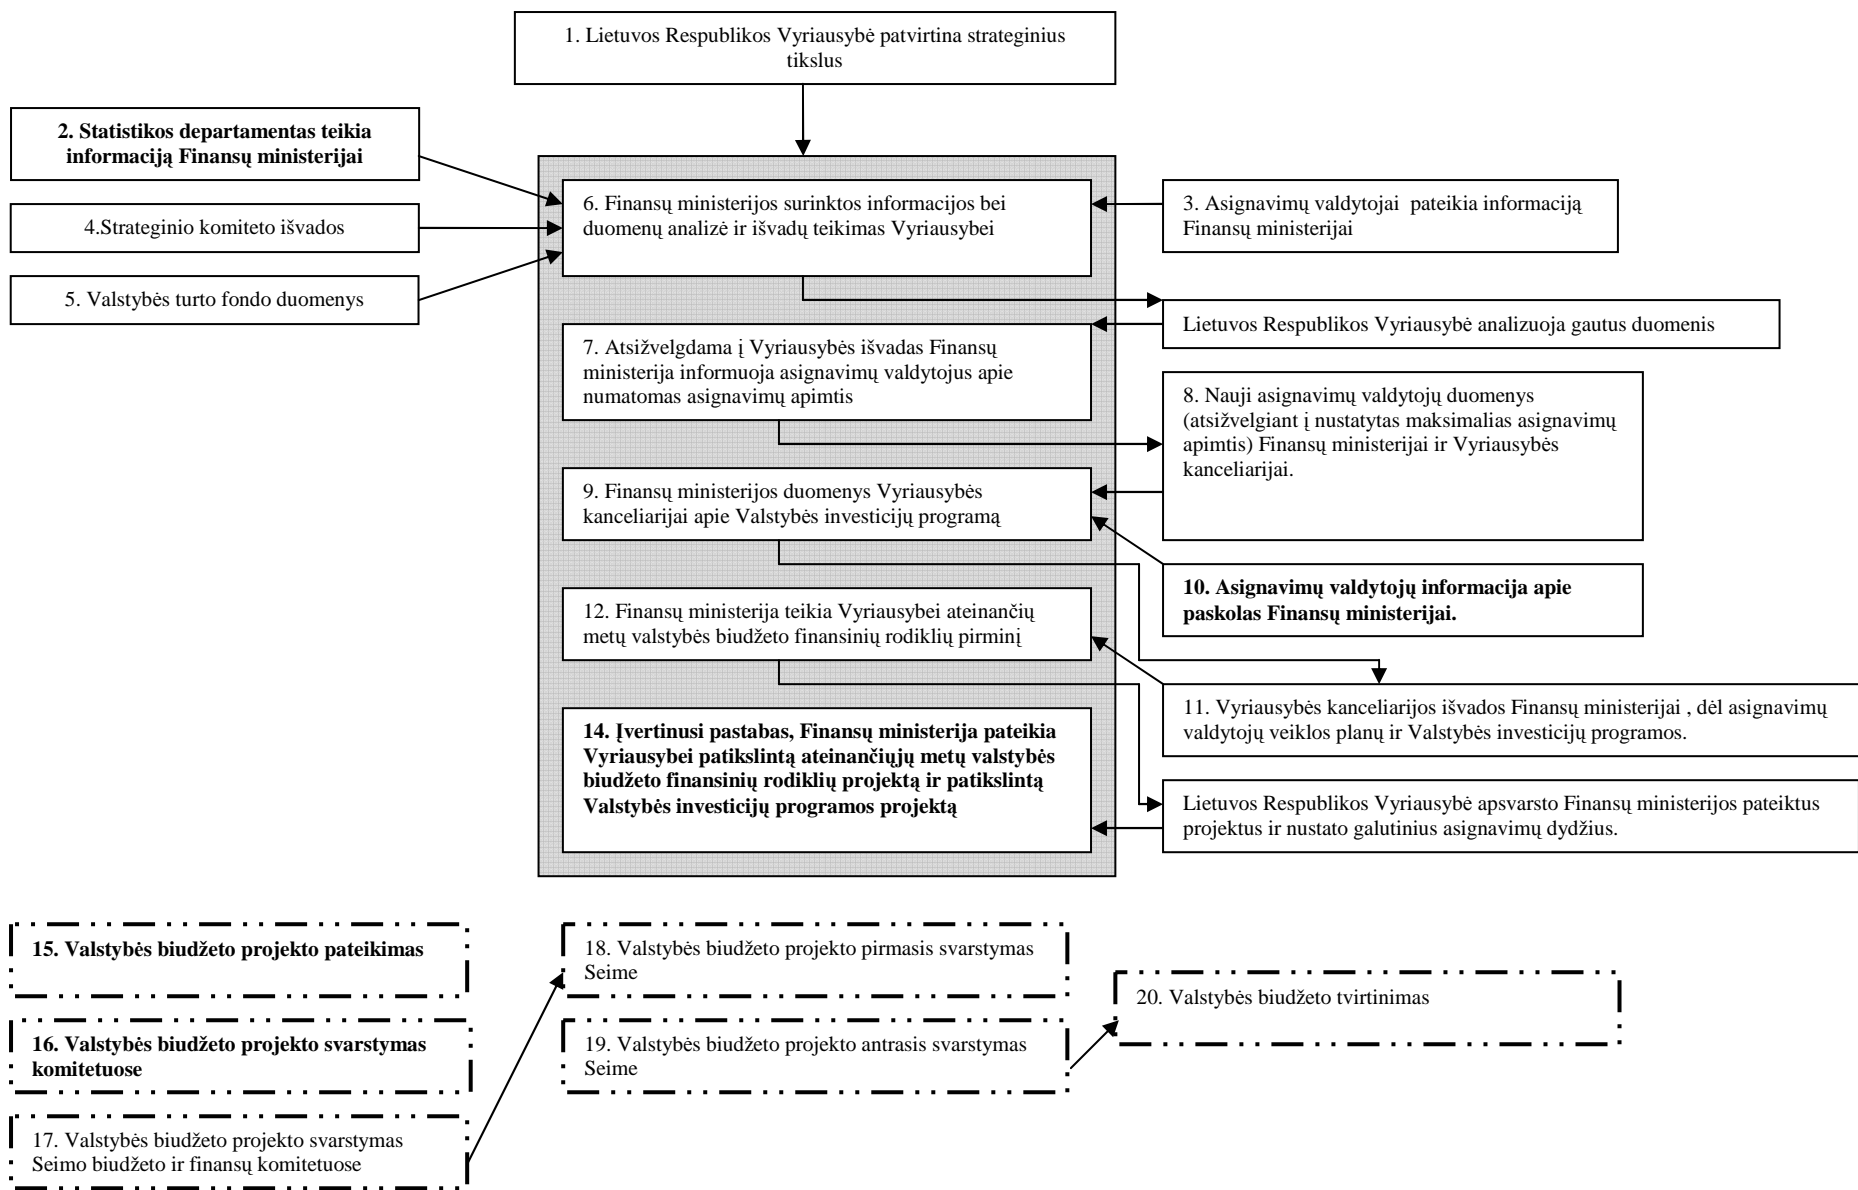 1. Lietuvos Respublikos Vyriausybė patvirtina strateginius
tikslus
2. Statistikos departamentas teikia
informaciją Finansų ministerijai
6. Finansų ministerijos surinktos informacijos bei
duomenų analizė ir išvadų teikimas Vyriausybei
3. Asignavimų valdytojai pateikia informaciją
Finansų ministerijai
4.Strateginio komiteto išvados
5. Valstybės turto fondo duomenys
Lietuvos Respublikos Vyriausybė analizuoja gautus duomenis
7. Atsižvelgdama į Vyriausybės išvadas Finansų
ministerija informuoja asignavimų valdytojus apie
numatomas asignavimų apimtis
8. Nauji asignavimų valdytojų duomenys
(atsižvelgiant į nustatytas maksimalias asignavimų
apimtis) Finansų ministerijai ir Vyriausybės
kanceliarijai.
9. Finansų ministerijos duomenys Vyriausybės
kanceliarijai apie Valstybės investicijų programą
10. Asignavimų valdytojų informacija apie
paskolas Finansų ministerijai.
12. Finansų ministerija teikia Vyriausybei ateinančių
metų valstybės biudžeto finansinių rodiklių pirminį
11. Vyriausybės kanceliarijos išvados Finansų ministerijai , dėl asignavimų
valdytojų veiklos planų ir Valstybės investicijų programos.
14. Įvertinusi pastabas, Finansų ministerija pateikia
Vyriausybei patikslintą ateinančiųjų metų valstybės
biudžeto finansinių rodiklių projektą ir patikslintą
Valstybės investicijų programos projektą
Lietuvos Respublikos Vyriausybė apsvarsto Finansų ministerijos pateiktus
projektus ir nustato galutinius asignavimų dydžius.
15. Valstybės biudžeto projekto pateikimas
16. Valstybės biudžeto projekto svarstymas
komitetuose
17. Valstybės biudžeto projekto svarstymas
Seimo biudžeto ir finansų komitetuose
18. Valstybės biudžeto projekto pirmasis svarstymas
Seime
19. Valstybės biudžeto projekto antrasis svarstymas
Seime
20. Valstybės biudžeto tvirtinimas